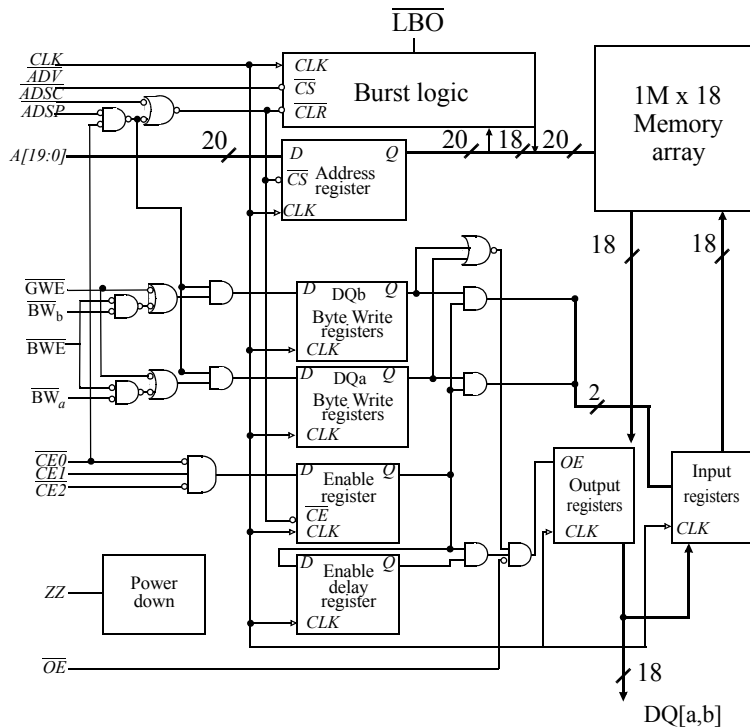 LBO
CLK
ADV
ADSC
ADSP
CLK
CS
CLR
Burst logic
1M x 18
Memory
array
A[19:0]
20
D
Q
CS
Address
register
CLK
20
18
20
18
18
GWE
BWb
BWE
BWa
D
DQb
Q
Byte Write
registers
CLK
D
DQa
Q
Byte Write
registers
CLK
2
CE0
CE1
CE2
D
Enable
register
Q
CE
CLK
OE
Output
registers
CLK
Input
registers
CLK
D
Enable
delay
register
Q
CLK
ZZ
Power
down
OE
18
DQ[a,b]